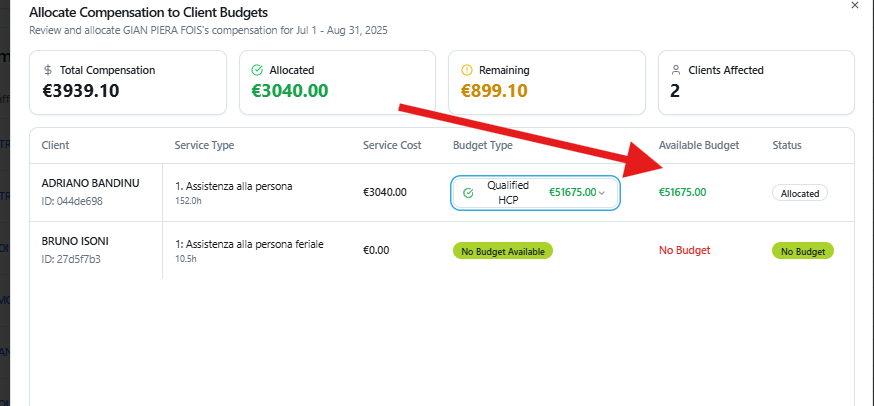 Allocate Compensation to Client Budgets
Review and allocate GIAN PIERA FOIS's compensation for Jul 1 - Aug 31, 2025
Total Compensation
€3939.10
Allocated
€3040.00
Remaining
€899.10
Clients Affected
2
Client Service Type Service Cost Budget Type Available Budget Status
ADRIANO BANDINU
ID: 044de698
1. Assistenza alla persona
152.0h
€3040.00
Qualified
HCP
€51675.00
€51675.00
Allocated
BRUNO ISONI
ID: 27d5f7b3
1: Assistenza alla persona feriale
10.5h
€0.00
No Budget Available
No Budget
No Budget